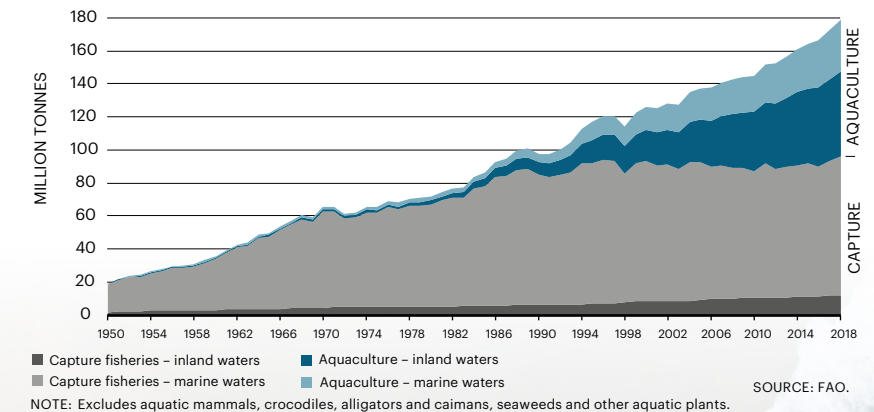 180
160
140
120
100
80
60
40
20
0
MILLION TONNES
AQUACULTURE
CAPTURE
1950 1954 1958 1962 1966 1970 1974 1978 1982 1986 1990 1994 1998 2002 2006 2010 2014 2018
Capture fisheries – inland waters Aquaculture – inland waters
Capture fisheries – marine waters Aquaculture – marine waters
SOURCE: FAO.
NOTE: Excludes aquatic mammals, crocodiles, alligators and caimans, seaweeds and other aquatic plants.